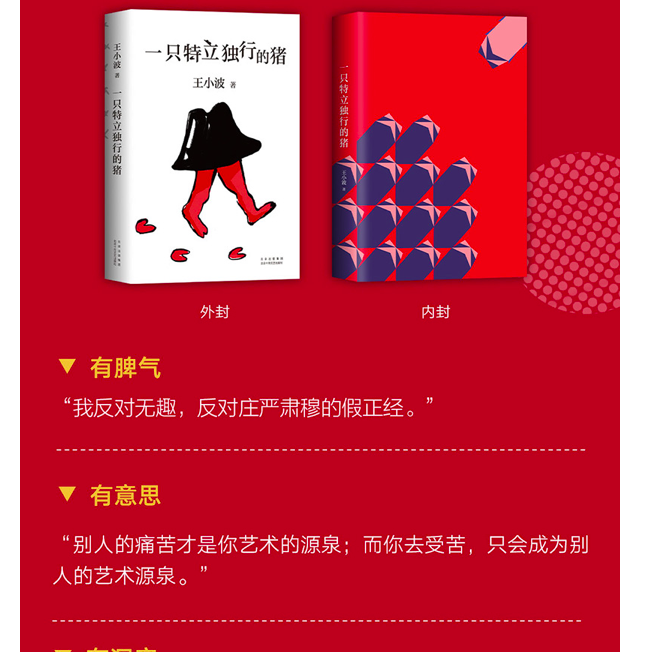 王小波 著 一只特立独行的猪
一只特立独行的猪
王小波 著
一只特立独行的猪
王小波 著
外封
内封
▼ 有脾气
“我反对无趣，反对庄严肃穆的假正经。”
▼ 有意思
“别人的痛苦才是你艺术的源泉；而你去受苦，只会成为别
人的艺术源泉。”